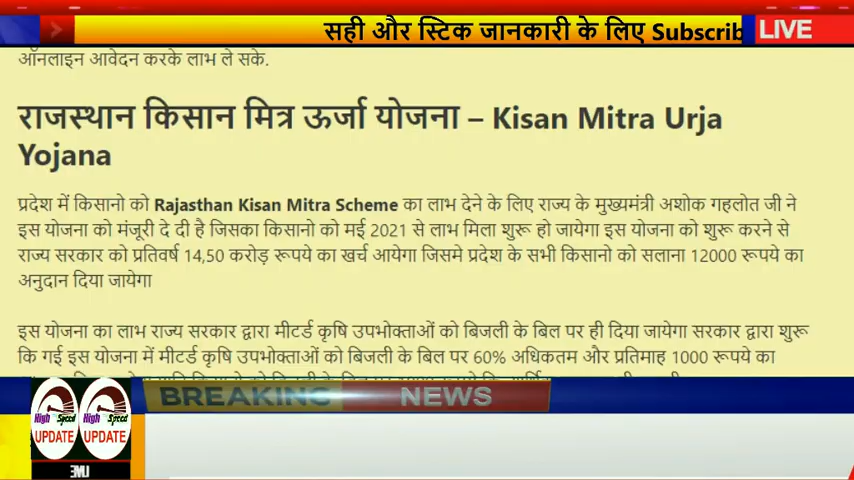 सही और स्टिक जानकारी के लिए Subscrib
LIVE
ऑनलाइन आवेदन करके लाभ ले सके.
राजस्थान किसान मित्र ऊर्जा योजना – Kisan Mitra Urja
Yojana
प्रदेश में किसानो को Rajasthan Kisan Mitra Scheme का लाभ देने के लिए राज्य के मुख्यमंत्री अशोक गहलोत जी ने
इस योजना को मंजूरी दे दी है जिसका किसानो को मई 2021 से लाभ मिला शुरू हो जायेगा इस योजना को शुरू करने से
राज्य सरकार को प्रतिवर्ष 14,50 करोड़ रूपये का खर्च आयेगा जिसमे प्रदेश के सभी किसानो को सलाना 12000 रूपये का
अनुदान दिया जायेगा
इस योजना का लाभ राज्य सरकार द्वारा मीटर्ड कृषि उपभोक्ताओं को बिजली के बिल पर ही दिया जायेगा सरकार द्वारा शुरू
कि गई इस योजना में मीटर्ड कृषि उपभोक्ताओं को बिजली के बिल पर 60% अधिकतम और प्रतिमाह 1000 रूपये का
BREAKING NEWS
High Speed High Speed
UPDATE UPDATE